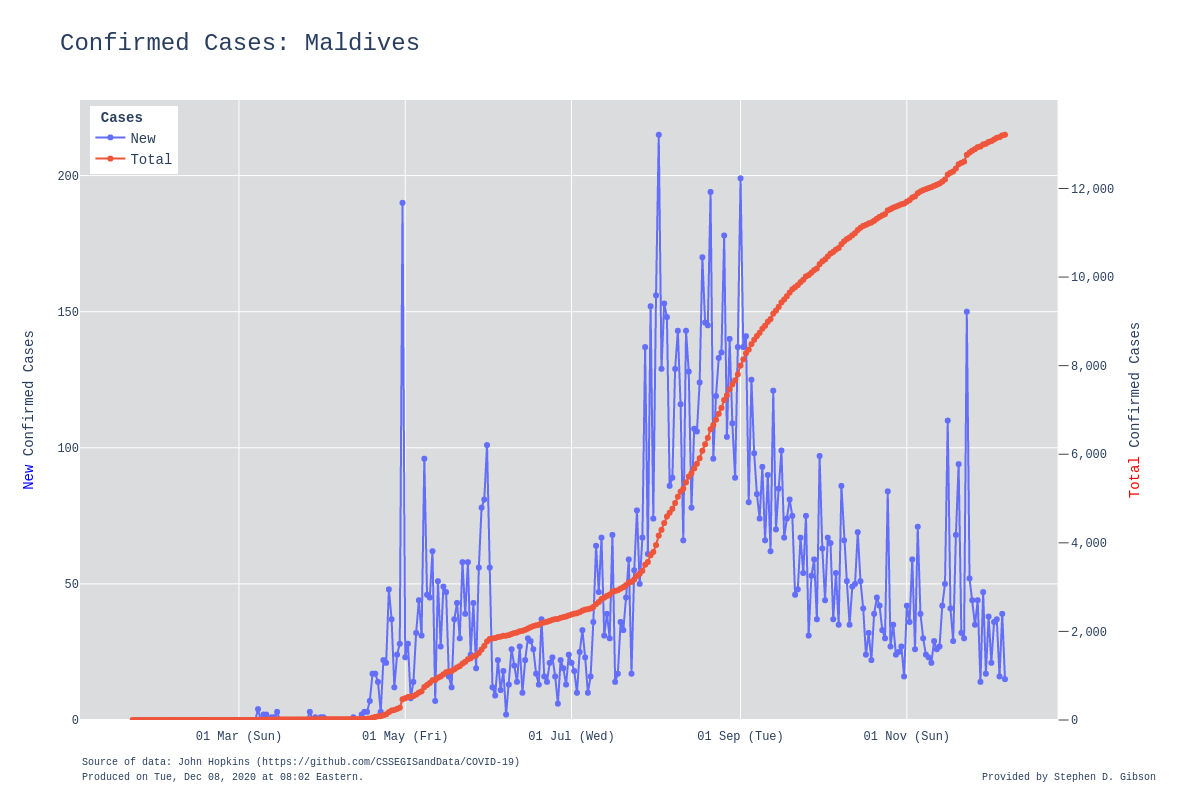 Confirmed Cases: Maldives
Cases
New
Total
200
150
100
50
0
12,000
10,000
8,000
6,000
4,000
2,000
0
New Confirmed Cases
Total Confirmed Cases
01 Mar (Sun)
01 May (Fri)
01 Jul (Wed)
01 Sep (Tue)
01 Nov (Sun)
Source of data: John Hopkins (https://github.com/CSSEGISandData/COVID-19)
Produced on Tue, Dec 08, 2020 at 08:02 Eastern.
Provided by Stephen D. Gibson